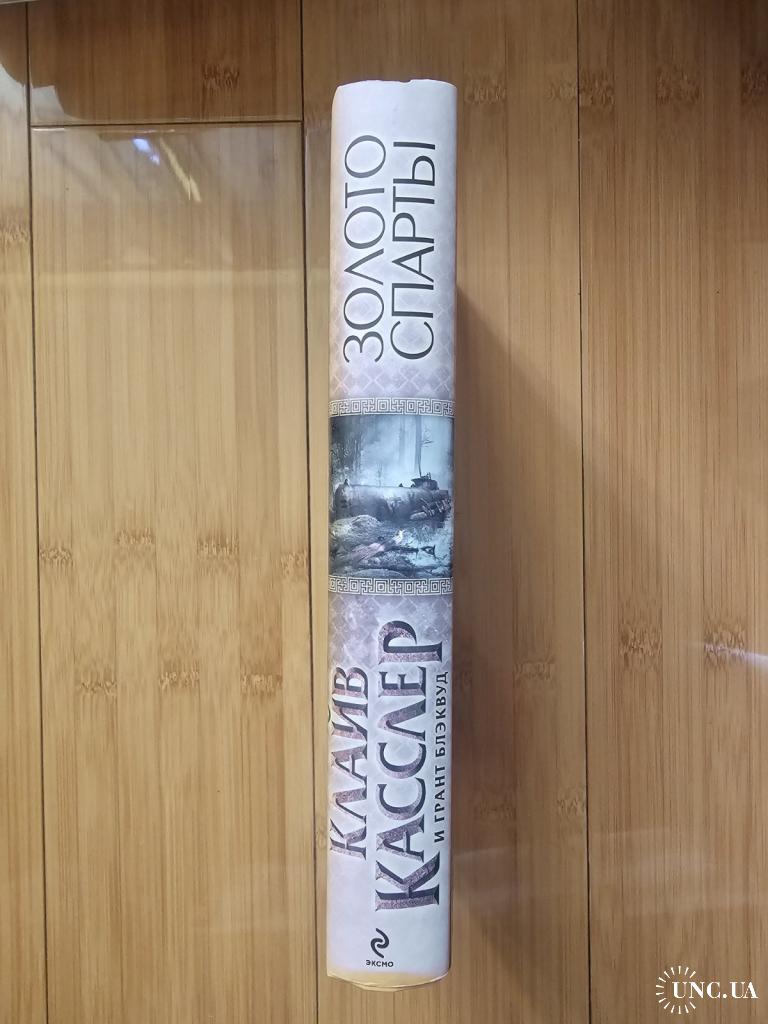 ЗОЛОТО
СПАРТЫ
КЛАЙВ
КАССЛЕР
И ГРАНТ БЛЭКВУД
ЭКСМО
UNC.UA